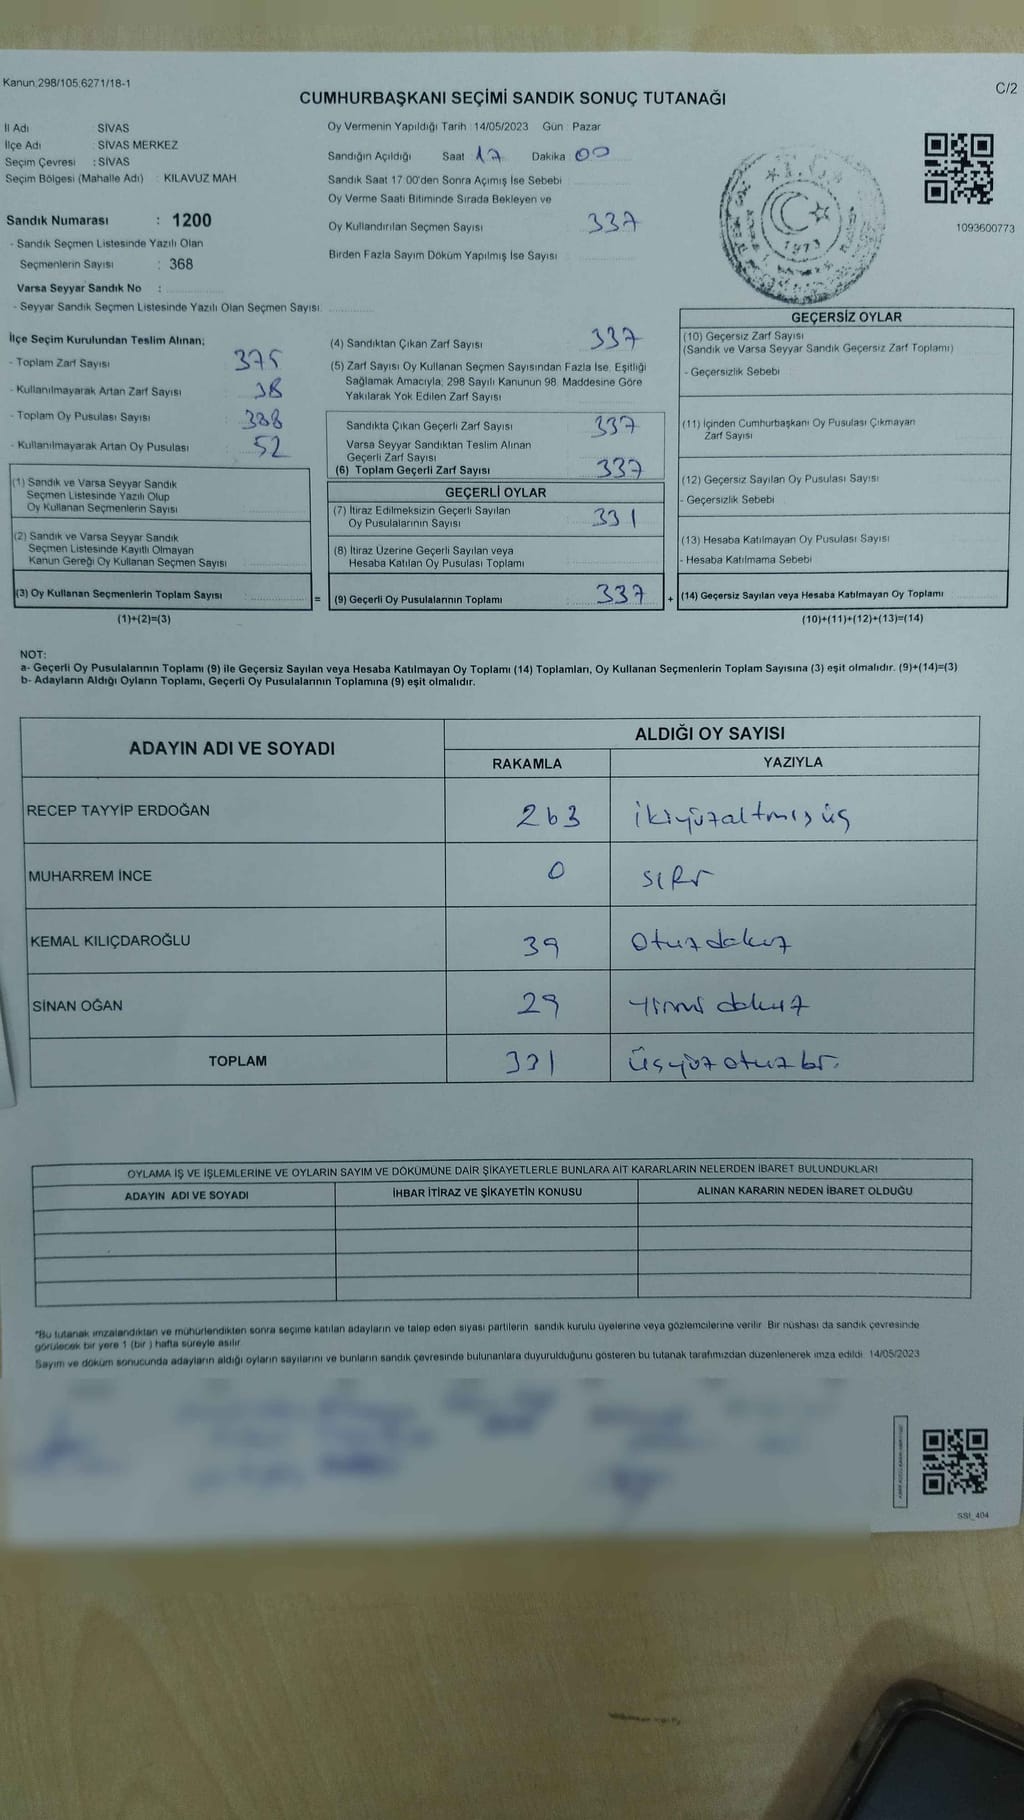 Kanun;298/105;6271/18-1
C/2
CUMHURBAŞKANI SEÇİMİ SANDIK SONUÇ TUTANAĞI
İl Adı SİVAS
İlçe Adı : SİVAS MERKEZ
Seçim Çevresi : SİVAS
Seçim Bölgesi (Mahalle Adı) : KILAVUZ MAH.
Oy Vermenin Yapıldığı Tarih : 14/05/2023 Gün : Pazar
Sandığın Açıldığı Saat 17 Dakika 00
Sandık Saat 17:00'den Sonra Açımış İse Sebebi
Oy Verme Saati Bitiminde Sırada Bekleyen ve
Oy Kullandırılan Seçmen Sayısı 337
Birden Fazla Sayım Döküm Yapılmış İse Sayısı
1973
1093600773
Sandık Numarası : 1200
- Sandık Seçmen Listesinde Yazılı Olan
Seçmenlerin Sayısı : 368
Varsa Seyyar Sandık No :
- Seyyar Sandık Seçmen Listesinde Yazılı Olan Seçmen Sayısı:
İlçe Seçim Kurulundan Teslim Alınan;
- Toplam Zarf Sayısı 375
- Kullanılmayarak Artan Zarf Sayısı 38
- Toplam Oy Pusulası Sayısı 388
- Kullanılmayarak Artan Oy Pusulası 52
(1) Sandık ve Varsa Seyyar Sandık
Seçmen Listesinde Yazılı Olup
Oy Kullanan Seçmenlerin Sayısı
(2) Sandık ve Varsa Seyyar Sandık
Seçmen Listesinde Kayıtlı Olmayan
Kanun Gereği Oy Kullanan Seçmen Sayısı
(3) Oy Kullanan Seçmenlerin Toplam Sayısı =
(1)+(2)=(3)
(4) Sandıktan Çıkan Zarf Sayısı 337
(5) Zarf Sayısı Oy Kullanan Seçmen Sayısından Fazla İse, Eşitliği
Sağlamak Amacıyla; 298 Sayılı Kanunun 98. Maddesine Göre
Yakılarak Yok Edilen Zarf Sayısı
Sandıkta Çıkan Geçerli Zarf Sayısı 337
Varsa Seyyar Sandıktan Teslim Alınan
Geçerli Zarf Sayısı
(6) Toplam Geçerli Zarf Sayısı 337
GEÇERLİ OYLAR
(7) İtiraz Edilmeksizin Geçerli Sayılan
Oy Pusulalarının Sayısı 331
(8) İtiraz Üzerine Geçerli Sayılan veya
Hesaba Katılan Oy Pusulası Toplamı
(9) Geçerli Oy Pusulalarının Toplamı 337 +
GEÇERSİZ OYLAR
(10) Geçersiz Zarf Sayısı
(Sandık ve Varsa Seyyar Sandık Geçersiz Zarf Toplamı)
- Geçersizlik Sebebi
(11) İçinden Cumhurbaşkanı Oy Pusulası Çıkmayan
Zarf Sayısı
(12) Geçersiz Sayılan Oy Pusulası Sayısı
- Geçersizlik Sebebi
(13) Hesaba Katılmayan Oy Pusulası Sayısı
- Hesaba Katılmama Sebebi
(14) Geçersiz Sayılan veya Hesaba Katılmayan Oy Toplamı
(10)+(11)+(12)+(13)=(14)
NOT:
a- Geçerli Oy Pusulalarının Toplamı (9) ile Geçersiz Sayılan veya Hesaba Katılmayan Oy Toplamı (14) Toplamları, Oy Kullanan Seçmenlerin Toplam Sayısına (3) eşit olmalıdır. (9)+(14)=(3)
b- Adayların Aldığı Oyların Toplamı, Geçerli Oy Pusulalarının Toplamına (9) eşit olmalıdır.
ADAYIN ADI VE SOYADI ALDIĞI OY SAYISI
RAKAMLA YAZIYLA
RECEP TAYYİP ERDOĞAN 263 ikiyüzaltmışüç
MUHARREM İNCE 0 sıfır
KEMAL KILIÇDAROĞLU 39 Otuzdokuz
SİNAN OĞAN 29 yirmi dokuz
TOPLAM 331 Üçyüzotuzbir.
OYLAMA İŞ VE İŞLEMLERİNE VE OYLARIN SAYIM VE DÖKÜMÜNE DAİR ŞİKAYETLERLE BUNLARA AİT KARARLARIN NELERDEN İBARET BULUNDUKLARI
ADAYIN ADI VE SOYADI İHBAR İTİRAZ VE ŞİKAYETİN KONUSU ALINAN KARARIN NEDEN İBARET OLDUĞU
*Bu tutanak imzalandıktan ve mühürlendikten sonra seçime katılan adayların ve talep eden siyasi partilerin sandık kurulu üyelerine veya gözlemcilerine verilir. Bir nüshası da sandık çevresinde
görülecek bir yere 1 (bir ) hafta süreyle asılır.
Sayım ve döküm sonucunda adayların aldığı oyların sayılarını ve bunların sandık çevresinde bulunanlara duyurulduğunu gösteren bu tutanak tarafımızdan düzenlenerek imza edildi. 14/05/2023
SSI_404